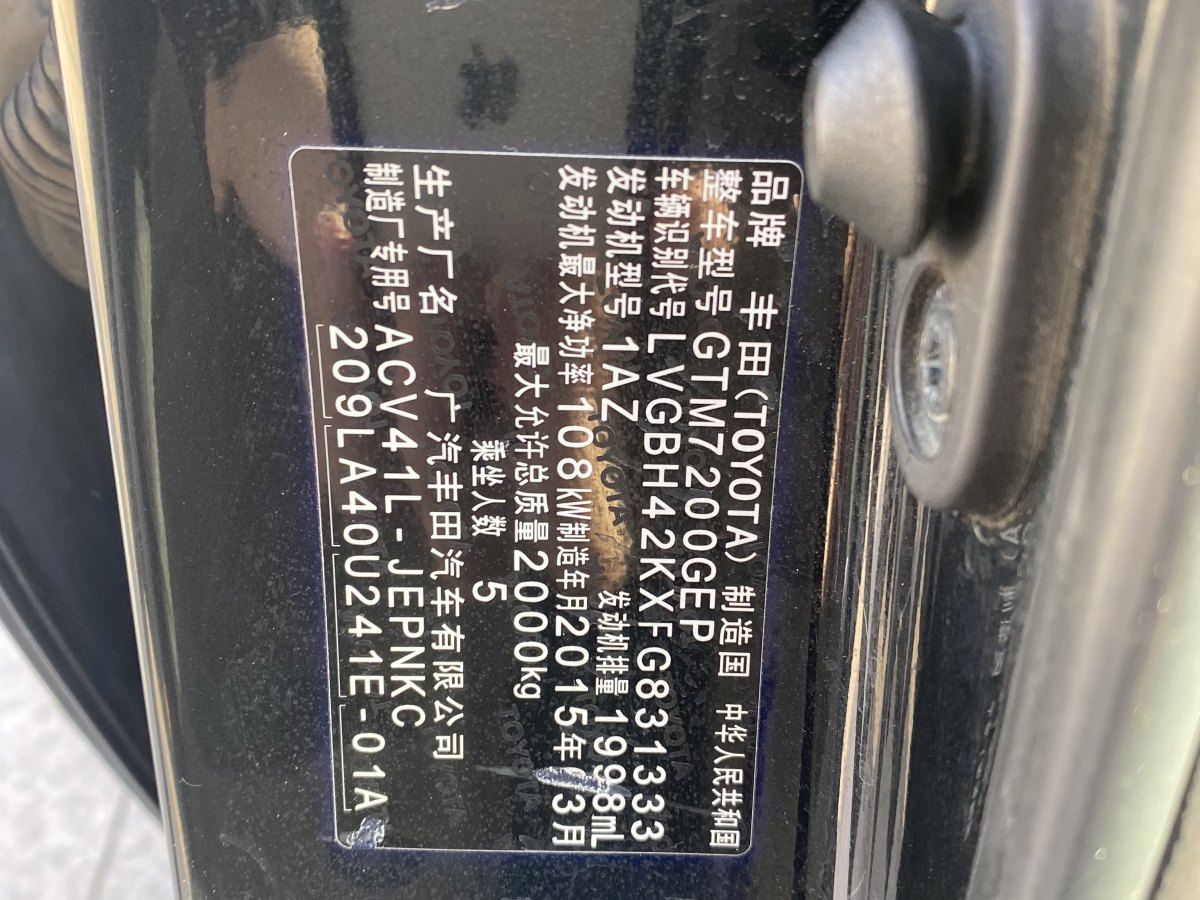 品牌 丰田(TOYOTA) 制造国 中华人民共和国
整车型号 GTM7200GEP
车辆识别代号 LVGBH42KXFG831333
发动机型号 1AZ 发动机排量 1998mL
发动机最大净功率 108kW 制造年月 2015年03月
最大允许总质量 2000kg
乘坐人数 5
生产厂名 广汽丰田汽车有限公司
制造厂专用号 ACV41L-JEPNKC
209LA40U241E-01A